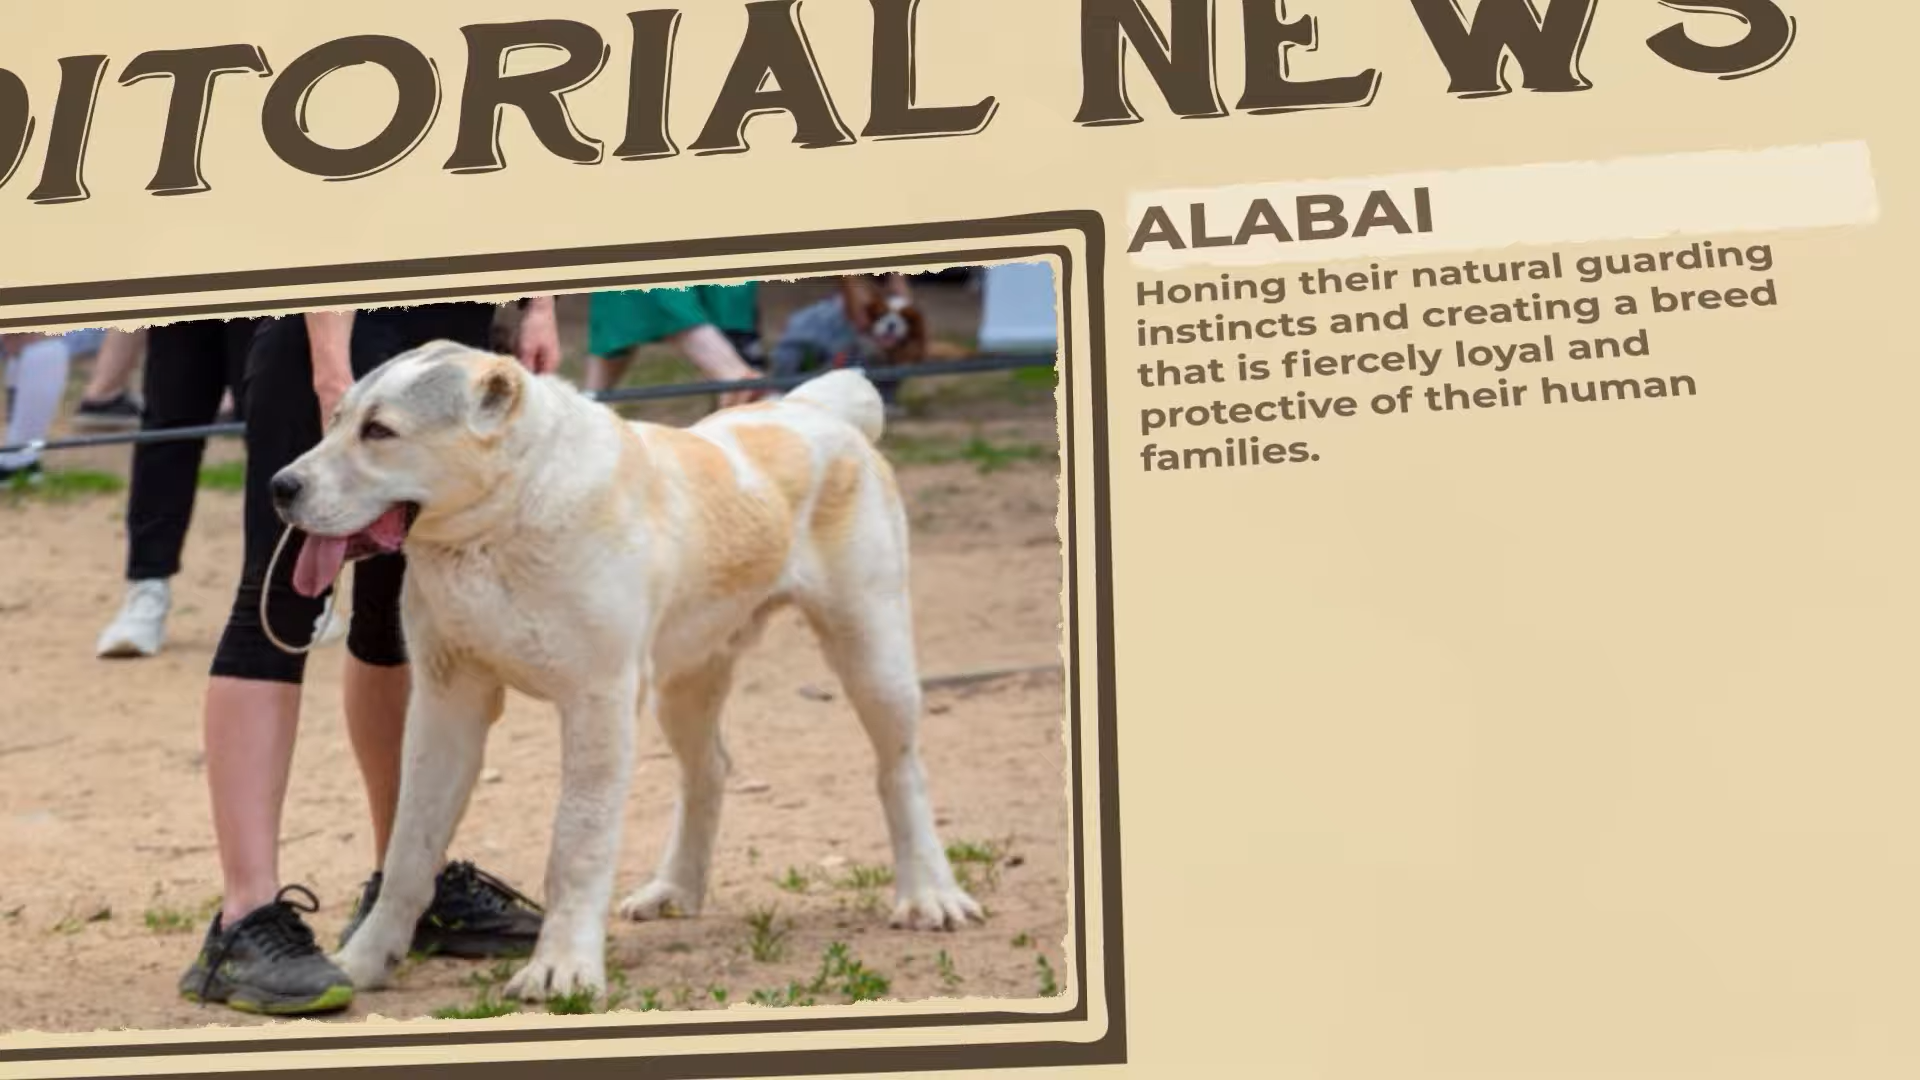 DITORIAL NEWS
ALABAI
Honing their natural guarding
instincts and creating a breed
that is fiercely loyal and
protective of their human
families.